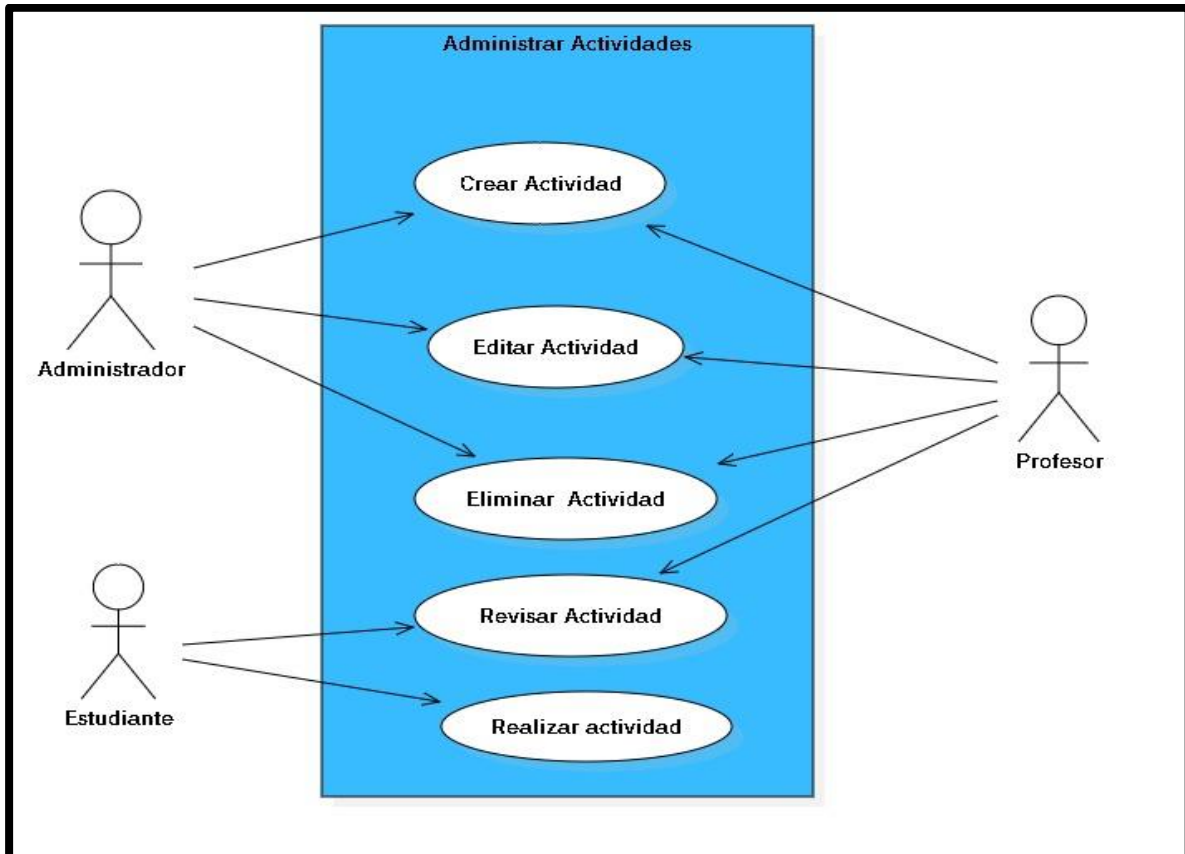 Administrar Actividades
Crear Actividad
Administrador
Editar Actividad
Profesor
Eliminar Actividad
Estudiante
Revisar Actividad
Realizar actividad